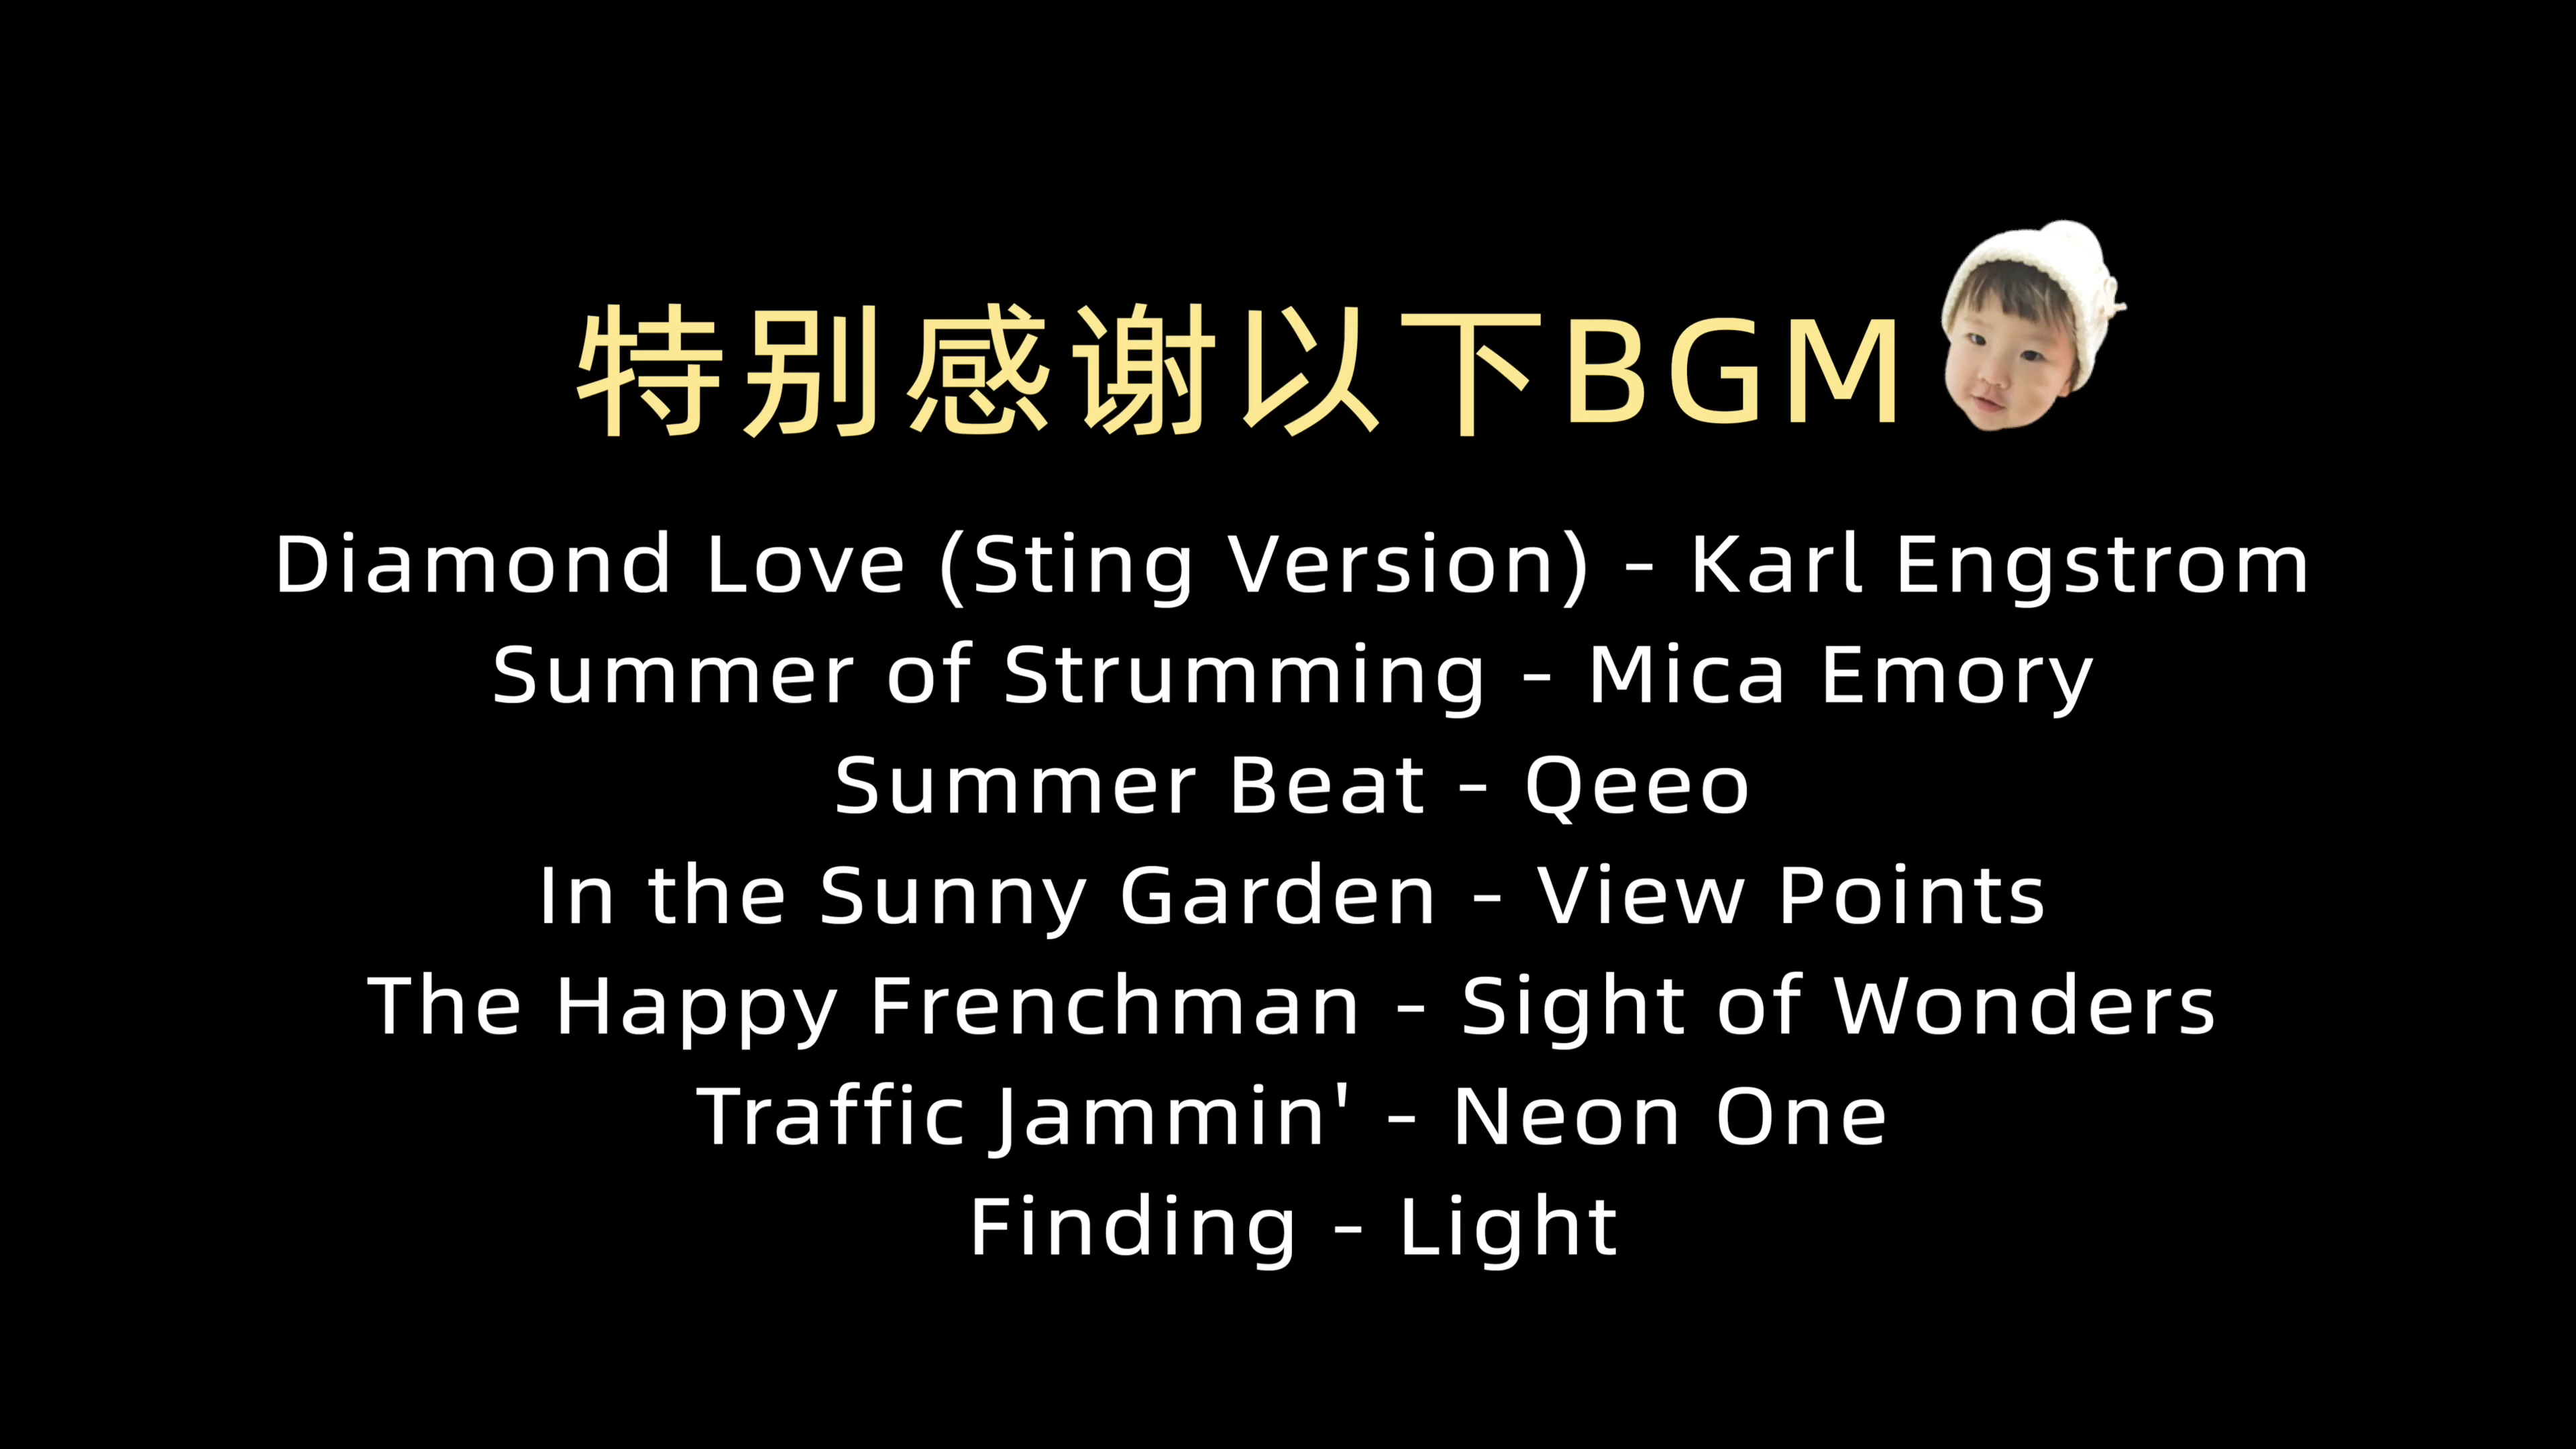 特别感谢以下BGM
Diamond Love (Sting Version) - Karl Engstrom
Summer of Strumming - Mica Emory
Summer Beat - Qeeo
In the Sunny Garden - View Points
The Happy Frenchman - Sight of Wonders
Traffic Jammin' - Neon One
Finding - Light